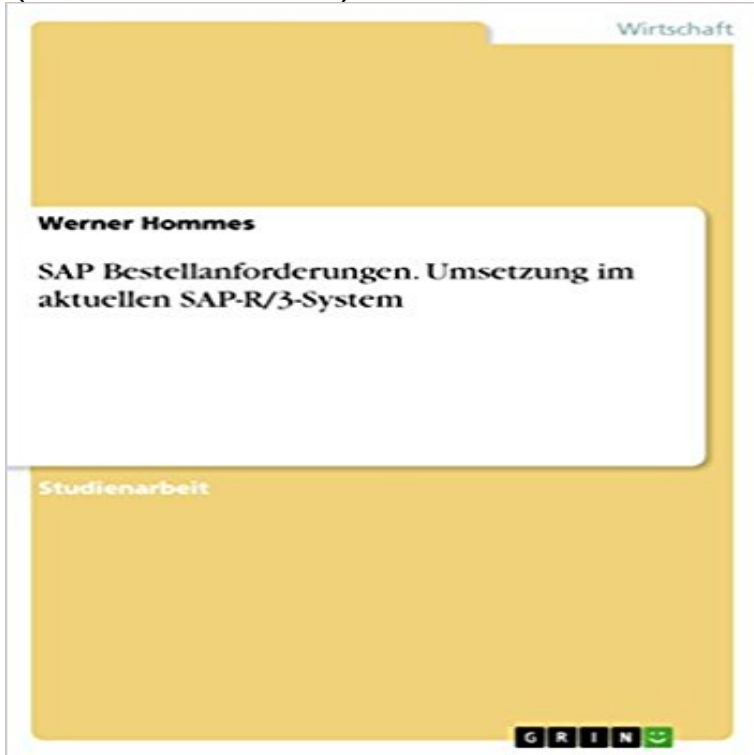 Wirtschaft
Werner Hommes
SAP Bestellanforderungen. Umsetzung im
aktuellen SAP-R/3-System
Studienarbeit
GRIN